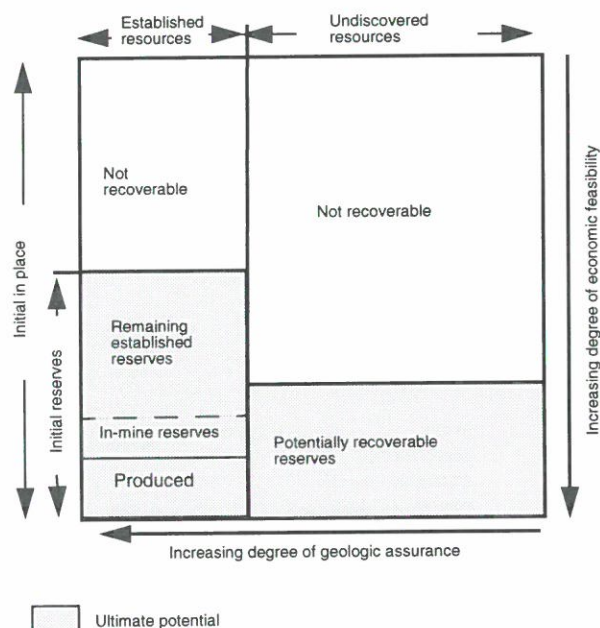 Established
resources
Undiscovered
resources
Initial in place
Not
recoverable
Not recoverable
Increasing degree of economic feasibility
Initial reserves
Remaining
established
reserves
In-mine reserves
Produced
Potentially recoverable
reserves
Increasing degree of geologic assurance
Ultimate potential